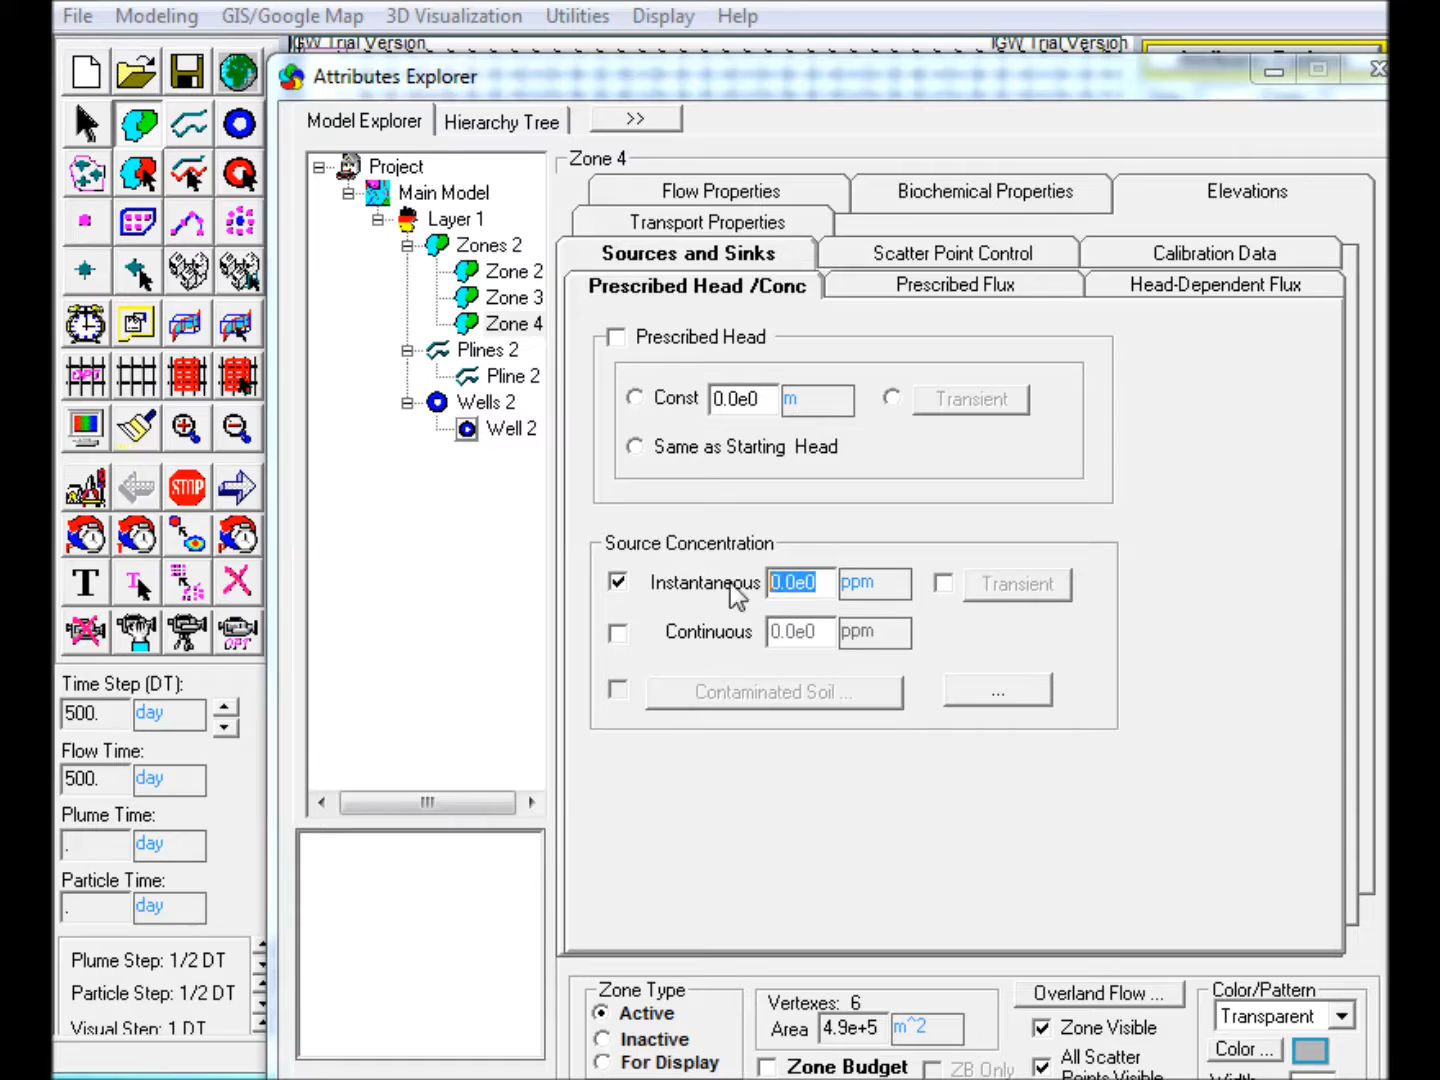 File Modeling GIS/Google Map 3D Visualization Utilities Display Help
IGW Trial Version IGW Trial Version
Attributes Explorer
Model Explorer Hierarchy Tree >>
Project
Main Model
Layer 1
Zones 2
Zone 2
Zone 3
Zone 4
Plines 2
Pline 2
Wells 2
Well 2
Zone 4
Flow Properties Biochemical Properties Elevations
Transport Properties
Sources and Sinks Scatter Point Control Calibration Data
Prescribed Head /Conc Prescribed Flux Head-Dependent Flux
Prescribed Head
Const 0.0e0 m Transient
Same as Starting Head
Source Concentration
Instantaneous 0.0e0 ppm Transient
Continuous 0.0e0 ppm
Contaminated Soil ... ...
OPT
STOP
T T
T T
OPT
Time Step (DT):
500. day
Flow Time:
500. day
Plume Time:
. day
Particle Time:
. day
Plume Step: 1/2 DT
Particle Step: 1/2 DT
Visual Step: 1 DT
Zone Type
Active
Inactive
For Display
Vertexes: 6
Area 4.9e+5 m^2
Zone Budget ZB Only
Overland Flow ...
Zone Visible
All Scatter
Points Visible
Color/Pattern
Transparent
Color ...